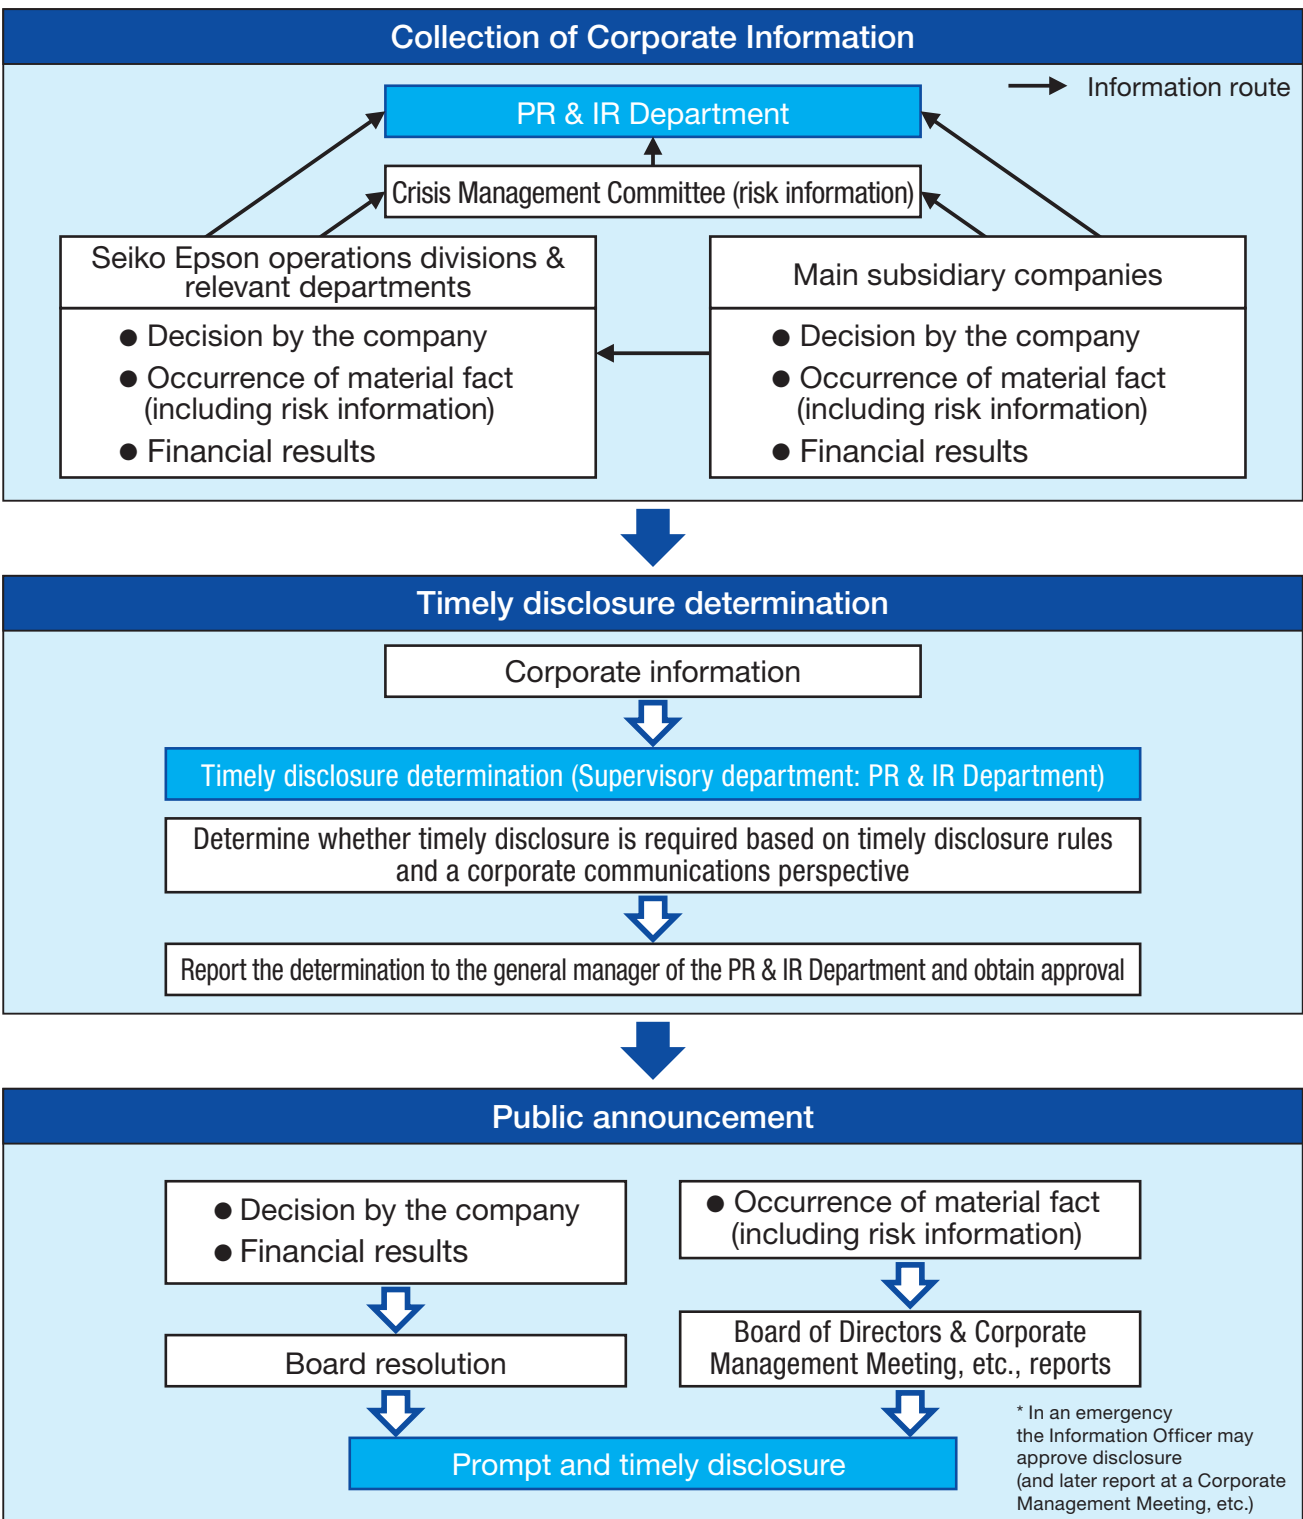 Collection of Corporate Information
Information route
PR & IR Department
Crisis Management Committee (risk information)
Seiko Epson operations divisions &
relevant departments
● Decision by the company
● Occurrence of material fact
(including risk information)
● Financial results
Main subsidiary companies
● Decision by the company
● Occurrence of material fact
(including risk information)
● Financial results
Timely disclosure determination
Corporate information
Timely disclosure determination (Supervisory department: PR & IR Department)
Determine whether timely disclosure is required based on timely disclosure rules
and a corporate communications perspective
Report the determination to the general manager of the PR & IR Department and obtain approval
Public announcement
● Decision by the company
● Financial results
Board resolution
● Occurrence of material fact
(including risk information)
Board of Directors & Corporate
Management Meeting, etc., reports
Prompt and timely disclosure
* In an emergency
the Information Officer may
approve disclosure
(and later report at a Corporate
Management Meeting, etc.)